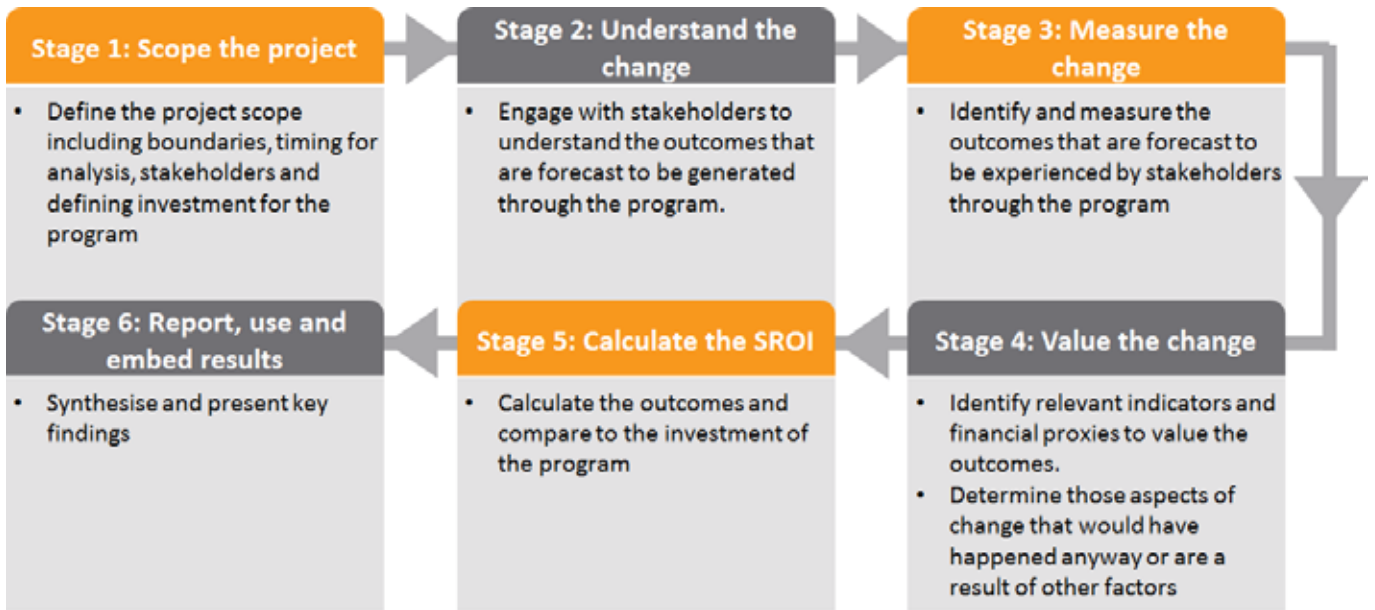 Stage 1: Scope the project
• Define the project scope
including boundaries, timing for
analysis, stakeholders and
defining investment for the
program
Stage 2: Understand the
change
• Engage with stakeholders to
understand the outcomes that
are forecast to be generated
through the program.
Stage 3: Measure the
change
• Identify and measure the
outcomes that are forecast to
be experienced by stakeholders
through the program
Stage 4: Value the change
• Identify relevant indicators and
financial proxies to value the
outcomes.
• Determine those aspects of
change that would have
happened anyway or are a
result of other factors
Stage 5: Calculate the SROI
• Calculate the outcomes and
compare to the investment of
the program
Stage 6: Report, use and
embed results
• Synthesise and present key
findings